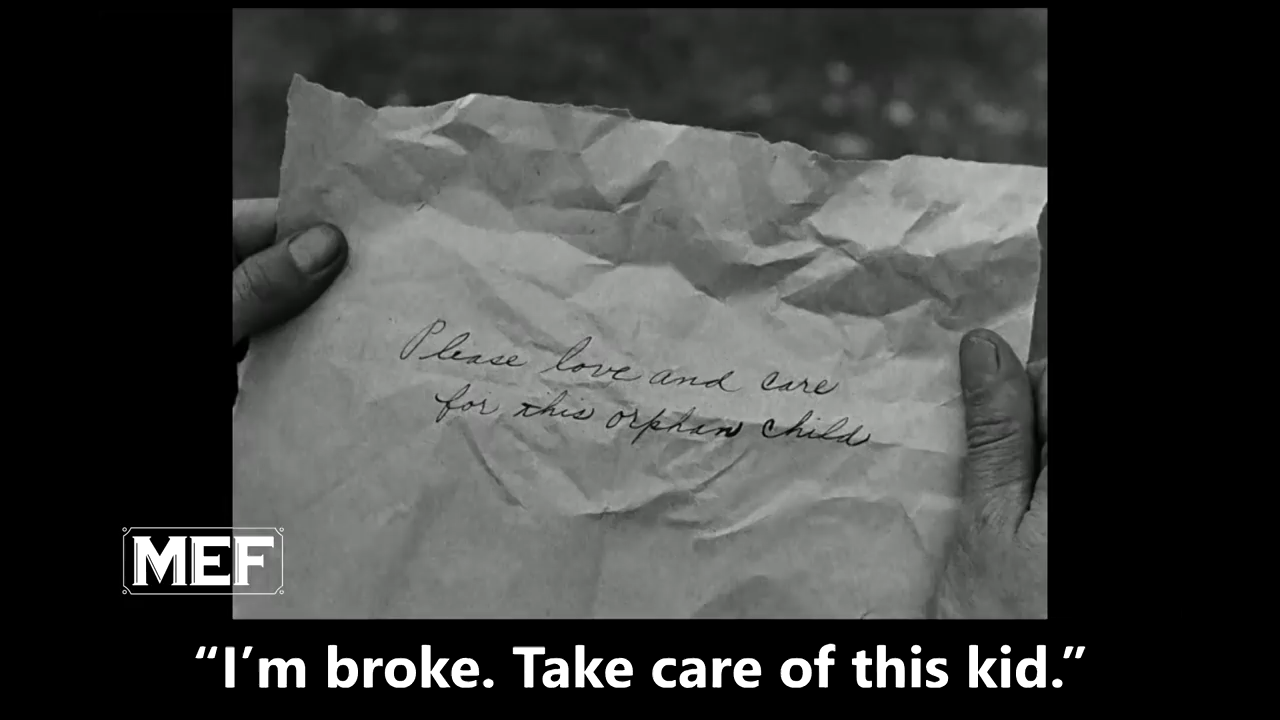 Please love and care
for this orphan child
MEF
“I’m broke. Take care of this kid.”